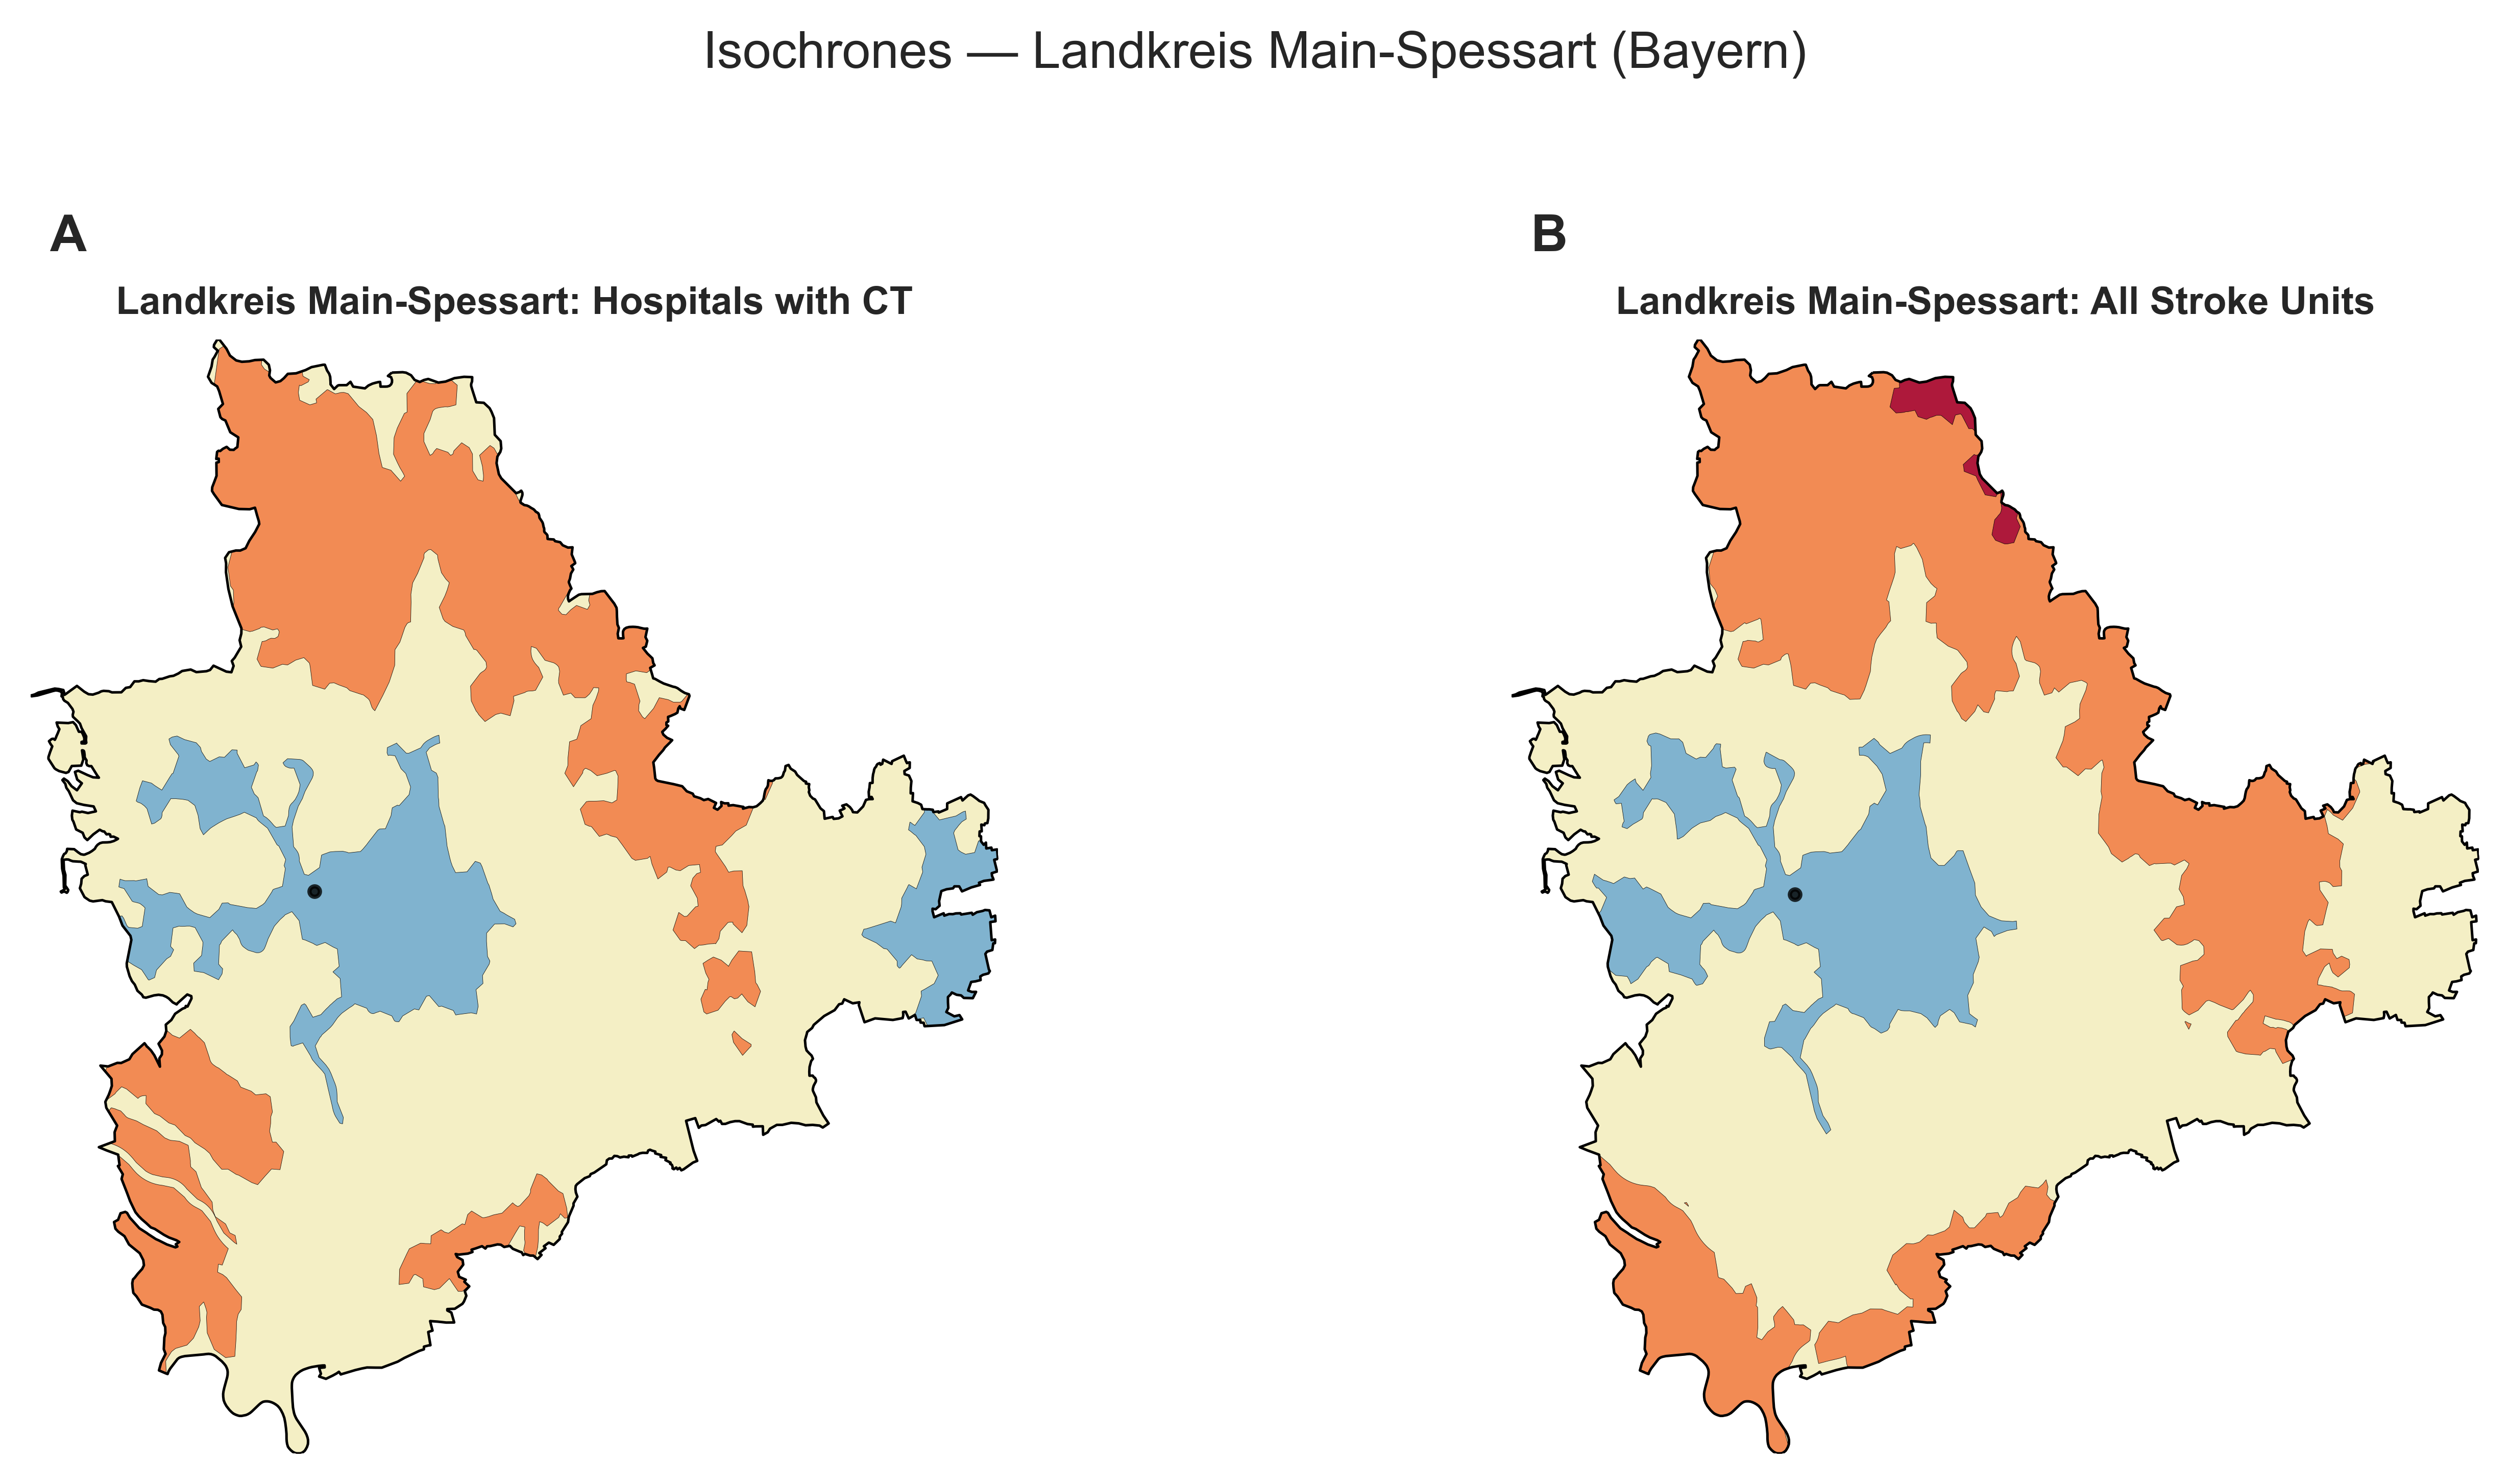 Isochrones — Landkreis Main-Spessart (Bayern)
A
B
Landkreis Main-Spessart: Hospitals with CT
Landkreis Main-Spessart: All Stroke Units